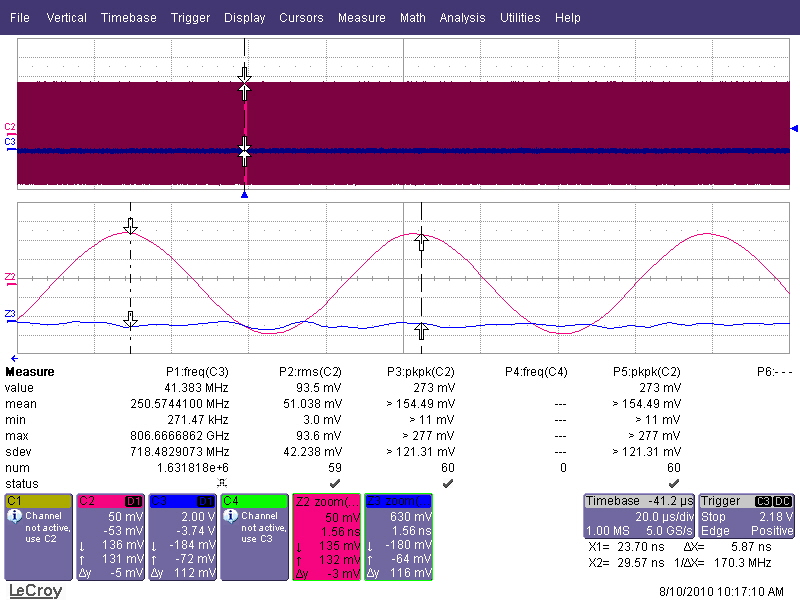 File Vertical Timebase Trigger Display Cursors Measure Math Analysis Utilities Help
C2
C3
Z2
Z3
Measure P1:freq(C3) P2:rms(C2) P3:pkpk(C2) P4:freq(C4) P5:pkpk(C2) P6:- - -
value 41.383 MHz 93.5 mV 273 mV 273 mV
mean 250.5744100 MHz 51.038 mV > 154.49 mV --- > 154.49 mV
min 271.47 kHz 3.0 mV > 11 mV --- > 11 mV
max 806.6666862 GHz 93.6 mV > 277 mV --- > 277 mV
sdev 718.4829073 MHz 42.238 mV > 121.31 mV --- > 121.31 mV
num 1.631818e+6 59 60 0 60
status
C1
Channel
not active,
use C2
C2 D1
50 mV
-53 mV
↓ 136 mV
↑ 131 mV
Δy -5 mV
C3 D1
2.00 V
-3.74 V
↓ -184 mV
↑ -72 mV
Δy 112 mV
C4
Channel
not active,
use C3
Z2 zoom(...
50 mV
1.56 ns
↓ 135 mV
↑ 132 mV
Δy -3 mV
Z3 zoom(...
630 mV
1.56 ns
↓ -180 mV
↑ -64 mV
Δy 116 mV
Timebase -41.2 µs
20.0 µs/div
1.00 MS 5.0 GS/s
Trigger C3 DC
Stop 2.18 V
Edge Positive
X1= 23.70 ns ΔX= 5.87 ns
X2= 29.57 ns 1/ΔX= 170.3 MHz
LeCroy
8/10/2010 10:17:10 AM